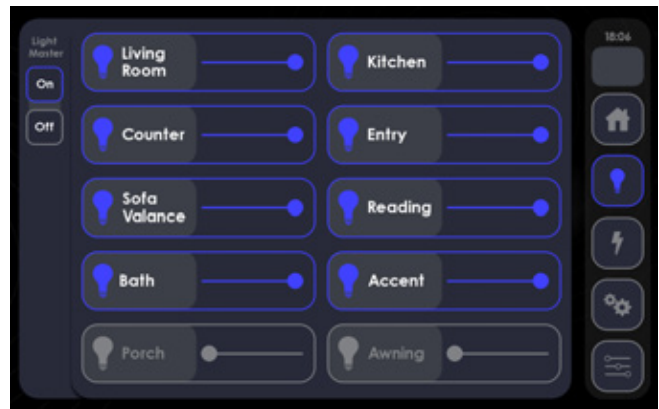 Light
Master
On
Off
Living
Room
Kitchen
Counter
Entry
Sofa
Valance
Reading
Bath
Accent
Porch
Awning
18:06